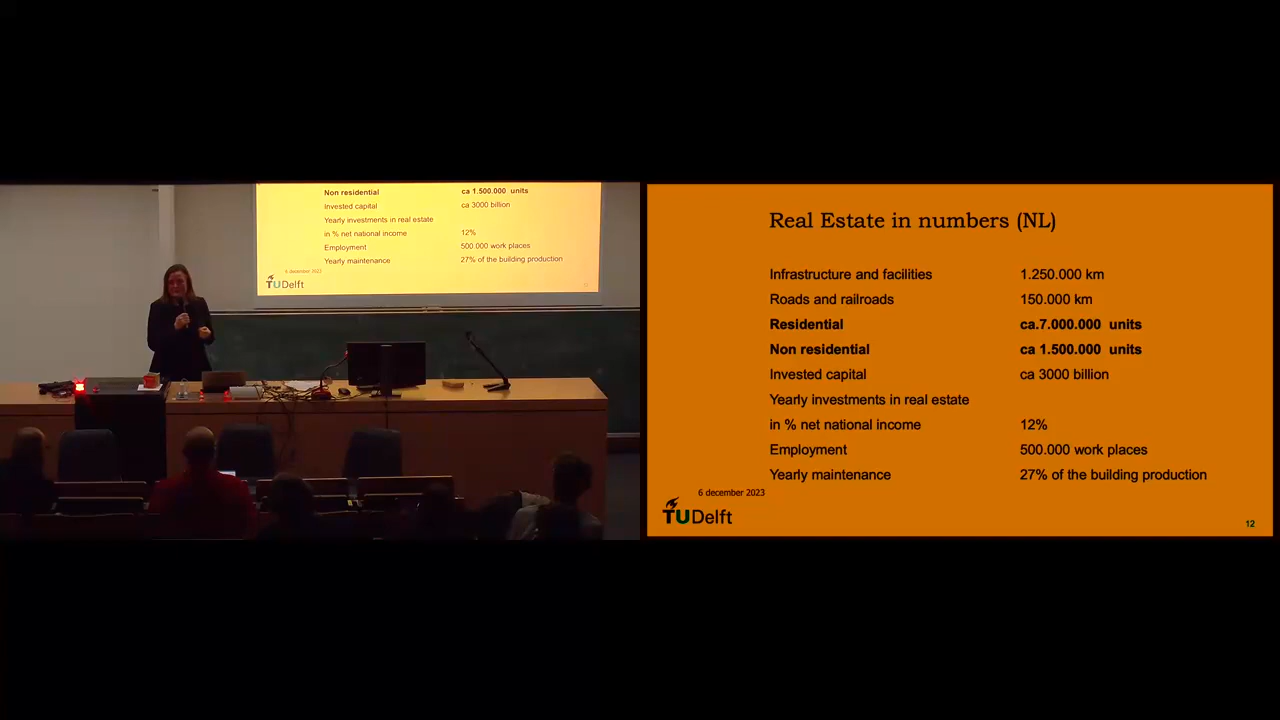 Non residential ca 1.500.000 units
Invested capital ca 3000 billion
Yearly investments in real estate
in % net national income 12%
Employment 500.000 work places
Yearly maintenance 27% of the building production
6 december 2023
TUDelft
Real Estate in numbers (NL)
Infrastructure and facilities 1.250.000 km
Roads and railroads 150.000 km
Residential ca.7.000.000 units
Non residential ca 1.500.000 units
Invested capital ca 3000 billion
Yearly investments in real estate
in % net national income 12%
Employment 500.000 work places
Yearly maintenance 27% of the building production
6 december 2023
TUDelft
12